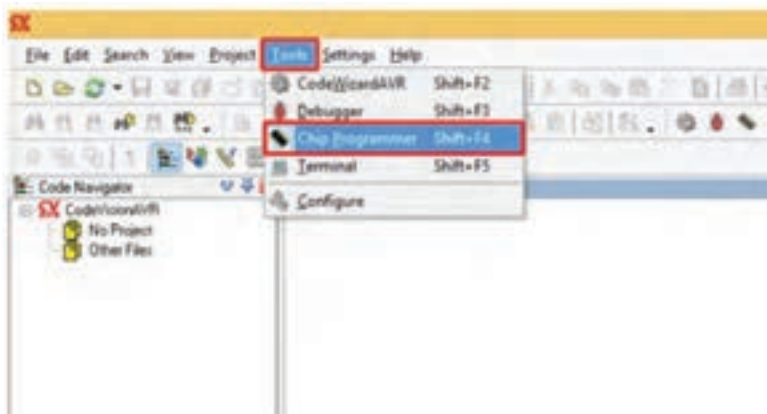 File Edit Search View Project Tools Settings Help
CodeWizardAVR Shift+F2
Debugger Shift+F3
Chip Programmer Shift+F4
Terminal Shift+F5
Configure
Code Navigator
CodeVisionAVR
No Project
Other Files